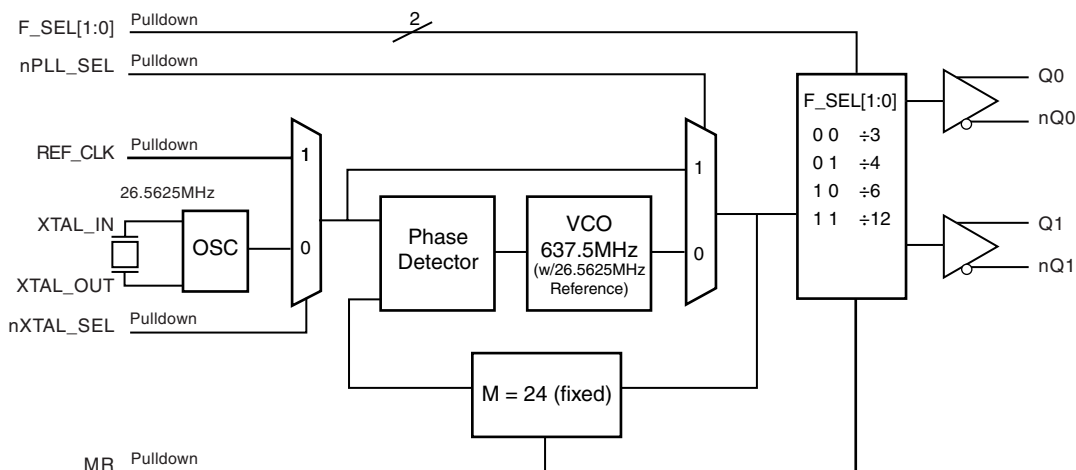 F_SEL[1:0] Pulldown
2
nPLL_SEL Pulldown
REF_CLK Pulldown
26.5625MHz
XTAL_IN
XTAL_OUT
OSC
nXTAL_SEL Pulldown
1
0
Phase
Detector
VCO
637.5MHz
(w/26.5625MHz
Reference)
1
0
M = 24 (fixed)
F_SEL[1:0]
0 0 ÷3
0 1 ÷4
1 0 ÷6
1 1 ÷12
Q0
nQ0
Q1
nQ1
MR Pulldown